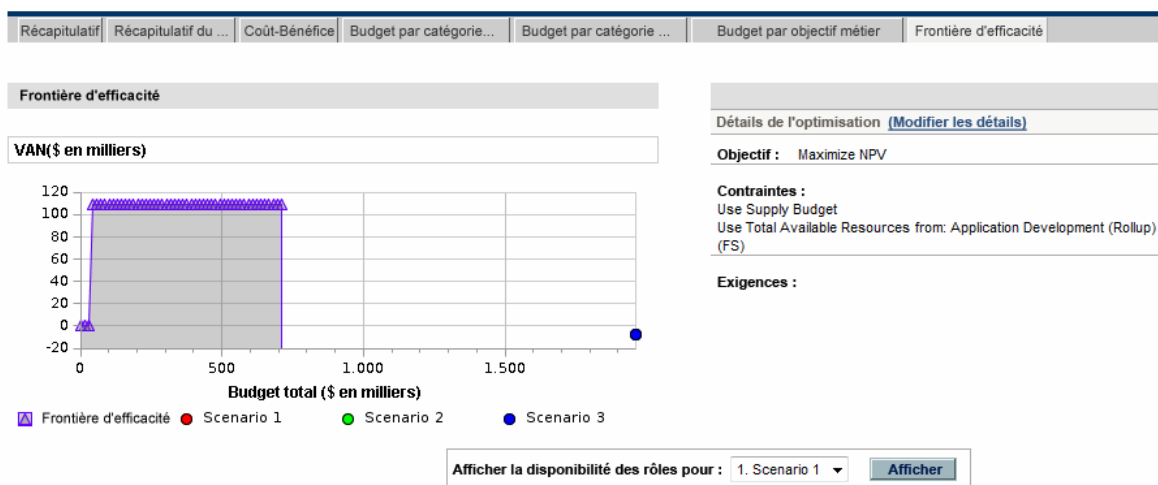 Récapitulatif Récapitulatif du ... Coût-Bénéfice Budget par catégorie... Budget par catégorie ... Budget par objectif métier Frontière d'efficacité
Frontière d'efficacité
VAN($ en milliers)
120
100
80
60
40
20
0
-20
0 500 1.000 1.500
Budget total ($ en milliers)
Frontière d'efficacité Scenario 1 Scenario 2 Scenario 3
Détails de l'optimisation (Modifier les détails)
Objectif : Maximize NPV
Contraintes :
Use Supply Budget
Use Total Available Resources from: Application Development (Rollup)
(FS)
Exigences :
Afficher la disponibilité des rôles pour : 1. Scenario 1 Afficher